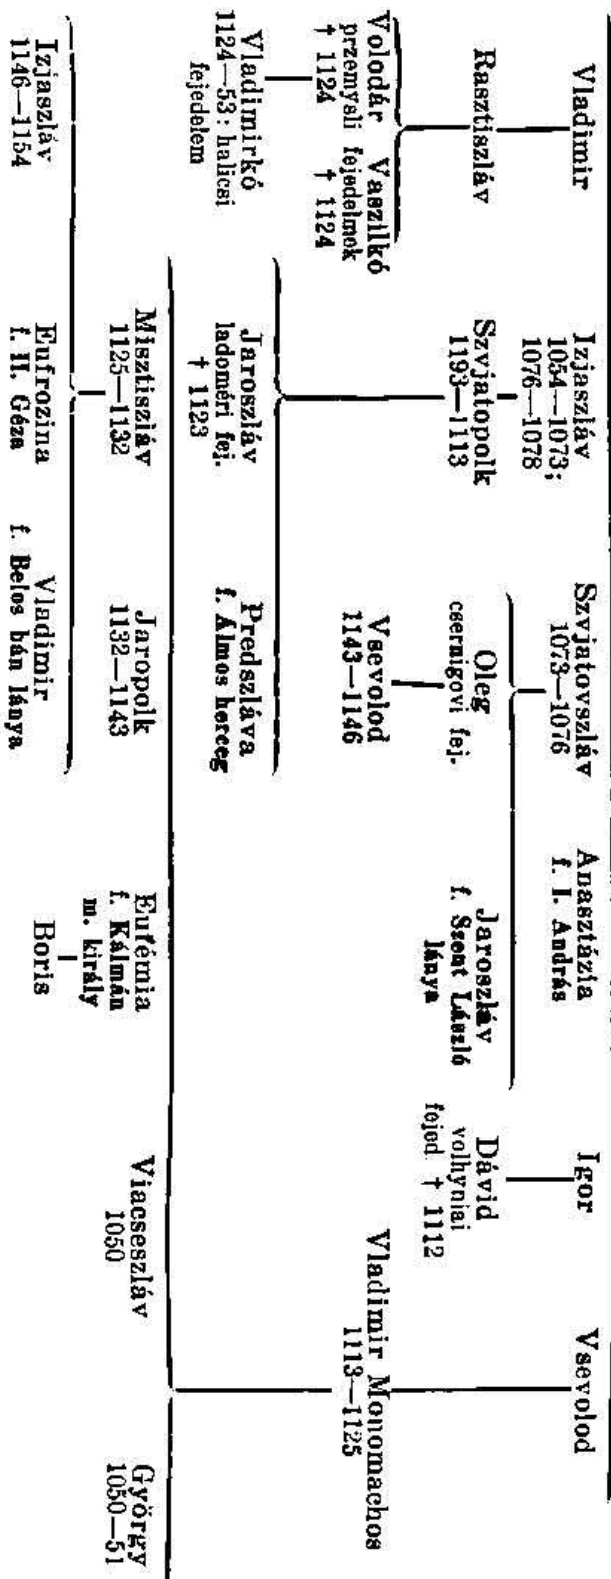 Vladimir
Izjaszláv
1054—1073;
1076—1078
Szvjatovszláv
1073—1076
Anasztázia
f. I. András
Igor
Vsevolod
Rasztiszláv
Szvjatopolk
1193—1113
Oleg
csernigovi fej.
Jaroszláv
f. Szent László
lánya
Dávid
volhyniai
fejed † 1112
Volodár Vaszilkó
przemysli fejedelmek
† 1124 † 1124
Vsevolod
1143—1146
Vladimir Monomachos
1113—1125
Vladimirkó
1124—53: halicsi
fejedelem
Jaroszláv
ladoméri fej.
† 1123
Predszláva
f. Álmos herceg
Misztiszláv
1125—1132
Jaropolk
1132—1143
Eufémia
f. Kálmán
m. király
Viacseszláv
1050
György
1050—51
Izjaszláv
1146—1154
Eufrozina
f. II. Géza
Vladimir
f. Belos bán lánya
Boris